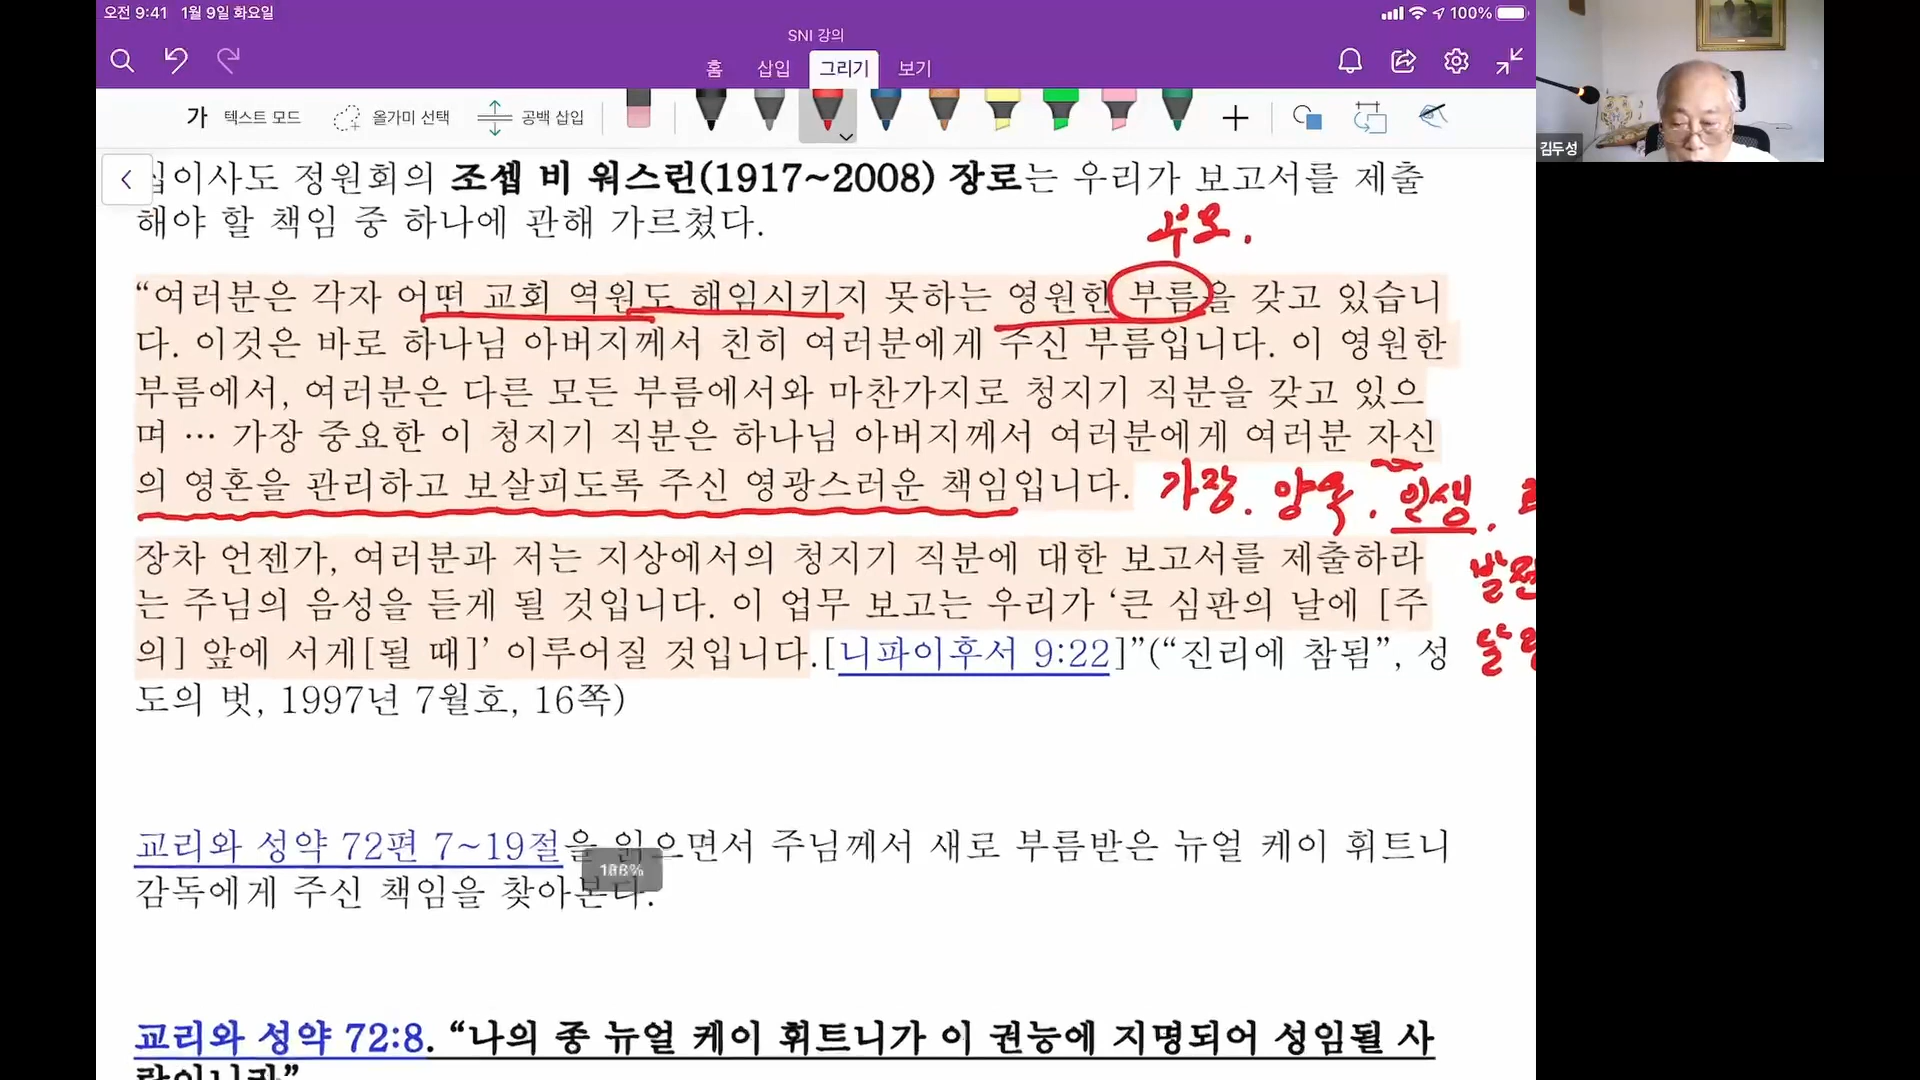 오전 9:41 1월 9일 화요일
100%
SNI 강의
홈 삽입 그리기 보기
가 텍스트 모드 올가미 선택 공백 삽입
김두성
십이사도 정원회의 조셉 비 워스린(1917~2008) 장로는 우리가 보고서를 제출
해야 할 책임 중 하나에 관해 가르쳤다.
부모.
“여러분은 각자 어떤 교회 역원도 해임시키지 못하는 영원한 부름을 갖고 있습니
다. 이것은 바로 하나님 아버지께서 친히 여러분에게 주신 부름입니다. 이 영원한
부름에서, 여러분은 다른 모든 부름에서와 마찬가지로 청지기 직분을 갖고 있으
며 … 가장 중요한 이 청지기 직분은 하나님 아버지께서 여러분에게 여러분 자신
의 영혼을 관리하고 보살피도록 주신 영광스러운 책임입니다.
가장. 양육. 인생.
장차 언젠가, 여러분과 저는 지상에서의 청지기 직분에 대한 보고서를 제출하라
는 주님의 음성을 듣게 될 것입니다. 이 업무 보고는 우리가 ‘큰 심판의 날에 [주
의] 앞에 서게[될 때]’ 이루어질 것입니다.[니파이후서 9:22]”(“진리에 참됨”, 성
도의 벗, 1997년 7월호, 16쪽)
교리와 성약 72편 7~19절을 읽으면서 주님께서 새로 부름받은 뉴얼 케이 휘트니
감독에게 주신 책임을 찾아본다.
교리와 성약 72:8. “나의 종 뉴얼 케이 휘트니가 이 권능에 지명되어 성임될 사
람이니라”